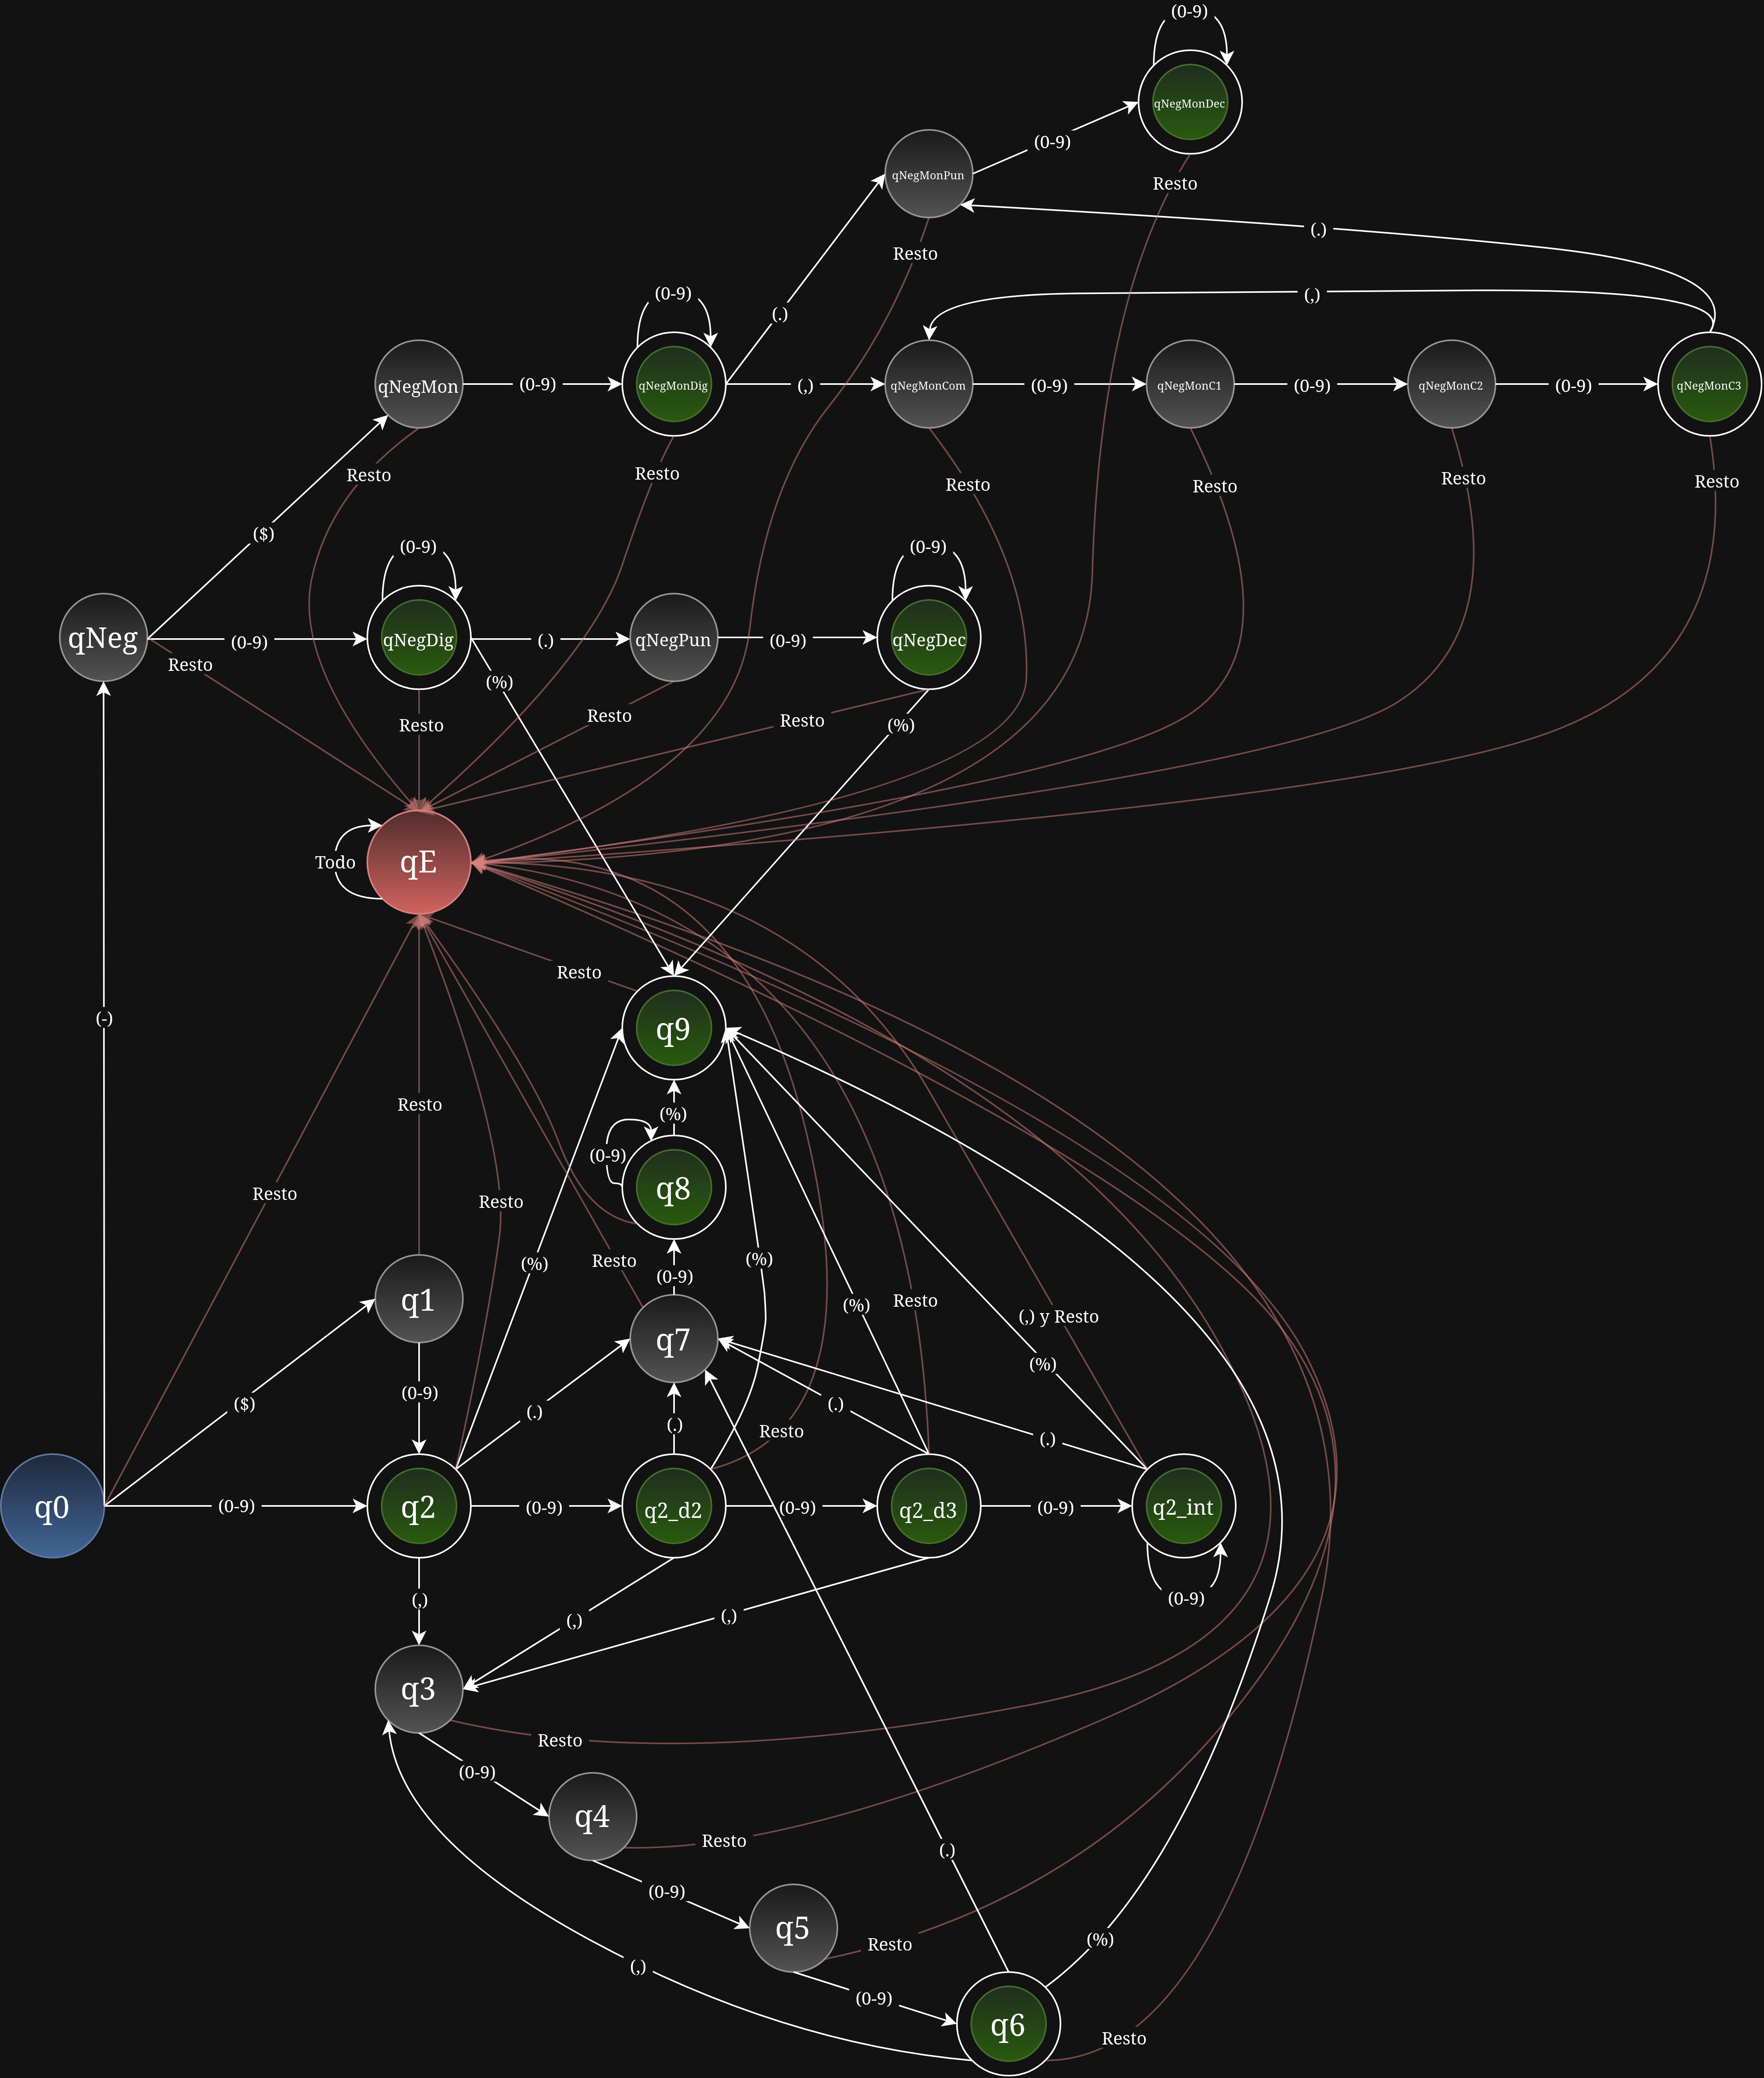 (0-9)
qNegMonDec
(0-9)
qNegMonPun
Resto
(.)
Resto
(0-9)
(,)
(.)
qNegMon
(0-9)
qNegMonDig
(,)
qNegMonCom
(0-9)
qNegMonC1
(0-9)
qNegMonC2
(0-9)
qNegMonC3
Resto
Resto
Resto
Resto
Resto
Resto
($)
(0-9)
(0-9)
qNeg
(0-9)
qNegDig
(.)
qNegPun
(0-9)
qNegDec
Resto
(%)
Resto
Resto
Resto
(%)
Todo
qE
Resto
(-)
q9
Resto
(%)
(0-9)
q8
Resto
Resto
(%)
Resto
(%)
(0-9)
q1
Resto
(%)
(,) y Resto
q7
(%)
(0-9)
($)
(.)
(.)
(.)
(.)
Resto
q0
(0-9)
q2
(0-9)
q2_d2
(0-9)
q2_d3
(0-9)
q2_int
(,)
(,)
(,)
(0-9)
q3
Resto
(0-9)
q4
Resto
(.)
(0-9)
q5
Resto
(%)
(,)
(0-9)
q6
Resto